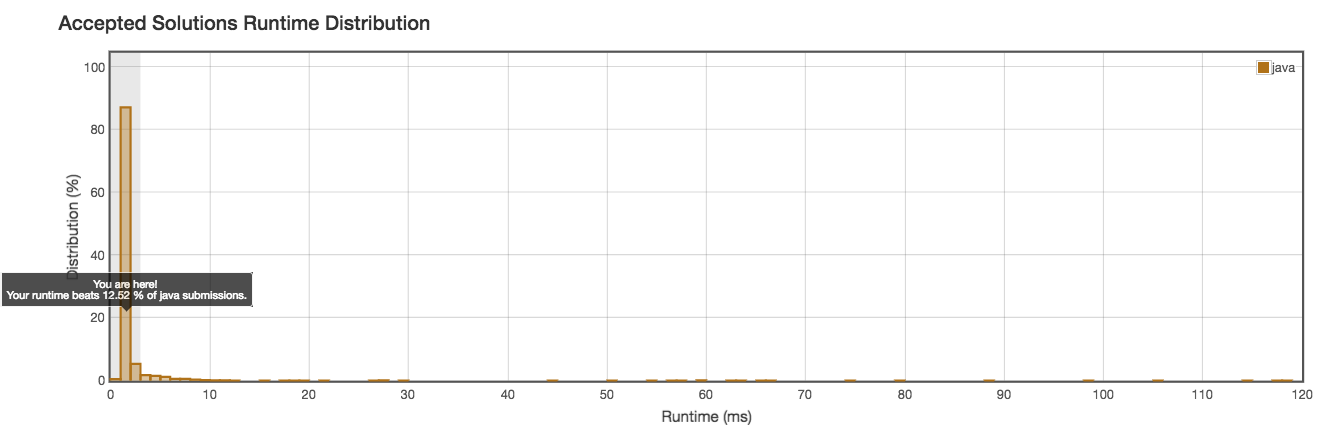 Accepted Solutions Runtime Distribution
java
100
80
60
40
20
0
Distribution (%)
You are here!
Your runtime beats 12.52 % of java submissions.
0 10 20 30 40 50 60 70 80 90 100 110 120
Runtime (ms)